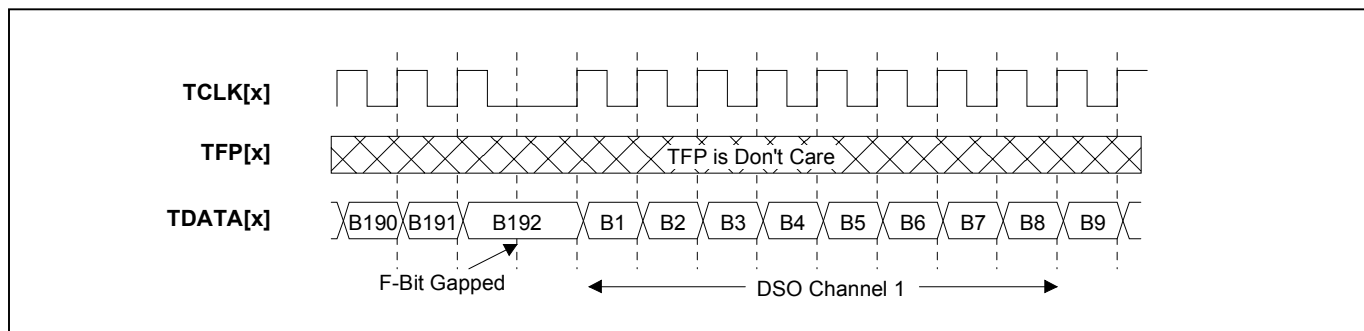 TCLK[x]
TFP[x]
TFP is Don't Care
TDATA[x]
B190 B191 B192 B1 B2 B3 B4 B5 B6 B7 B8 B9
F-Bit Gapped
DSO Channel 1